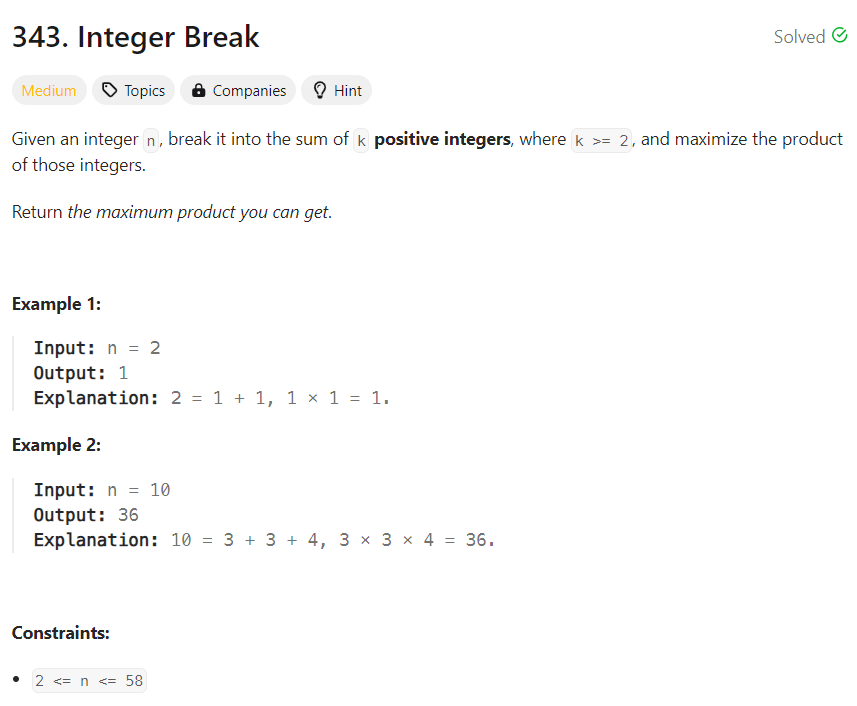 343. Integer Break
Solved
Medium Topics Companies Hint
Given an integer n, break it into the sum of k positive integers, where k >= 2, and maximize the product
of those integers.
Return the maximum product you can get.
Example 1:
Input: n = 2
Output: 1
Explanation: 2 = 1 + 1, 1 × 1 = 1.
Example 2:
Input: n = 10
Output: 36
Explanation: 10 = 3 + 3 + 4, 3 × 3 × 4 = 36.
Constraints:
• 2 <= n <= 58